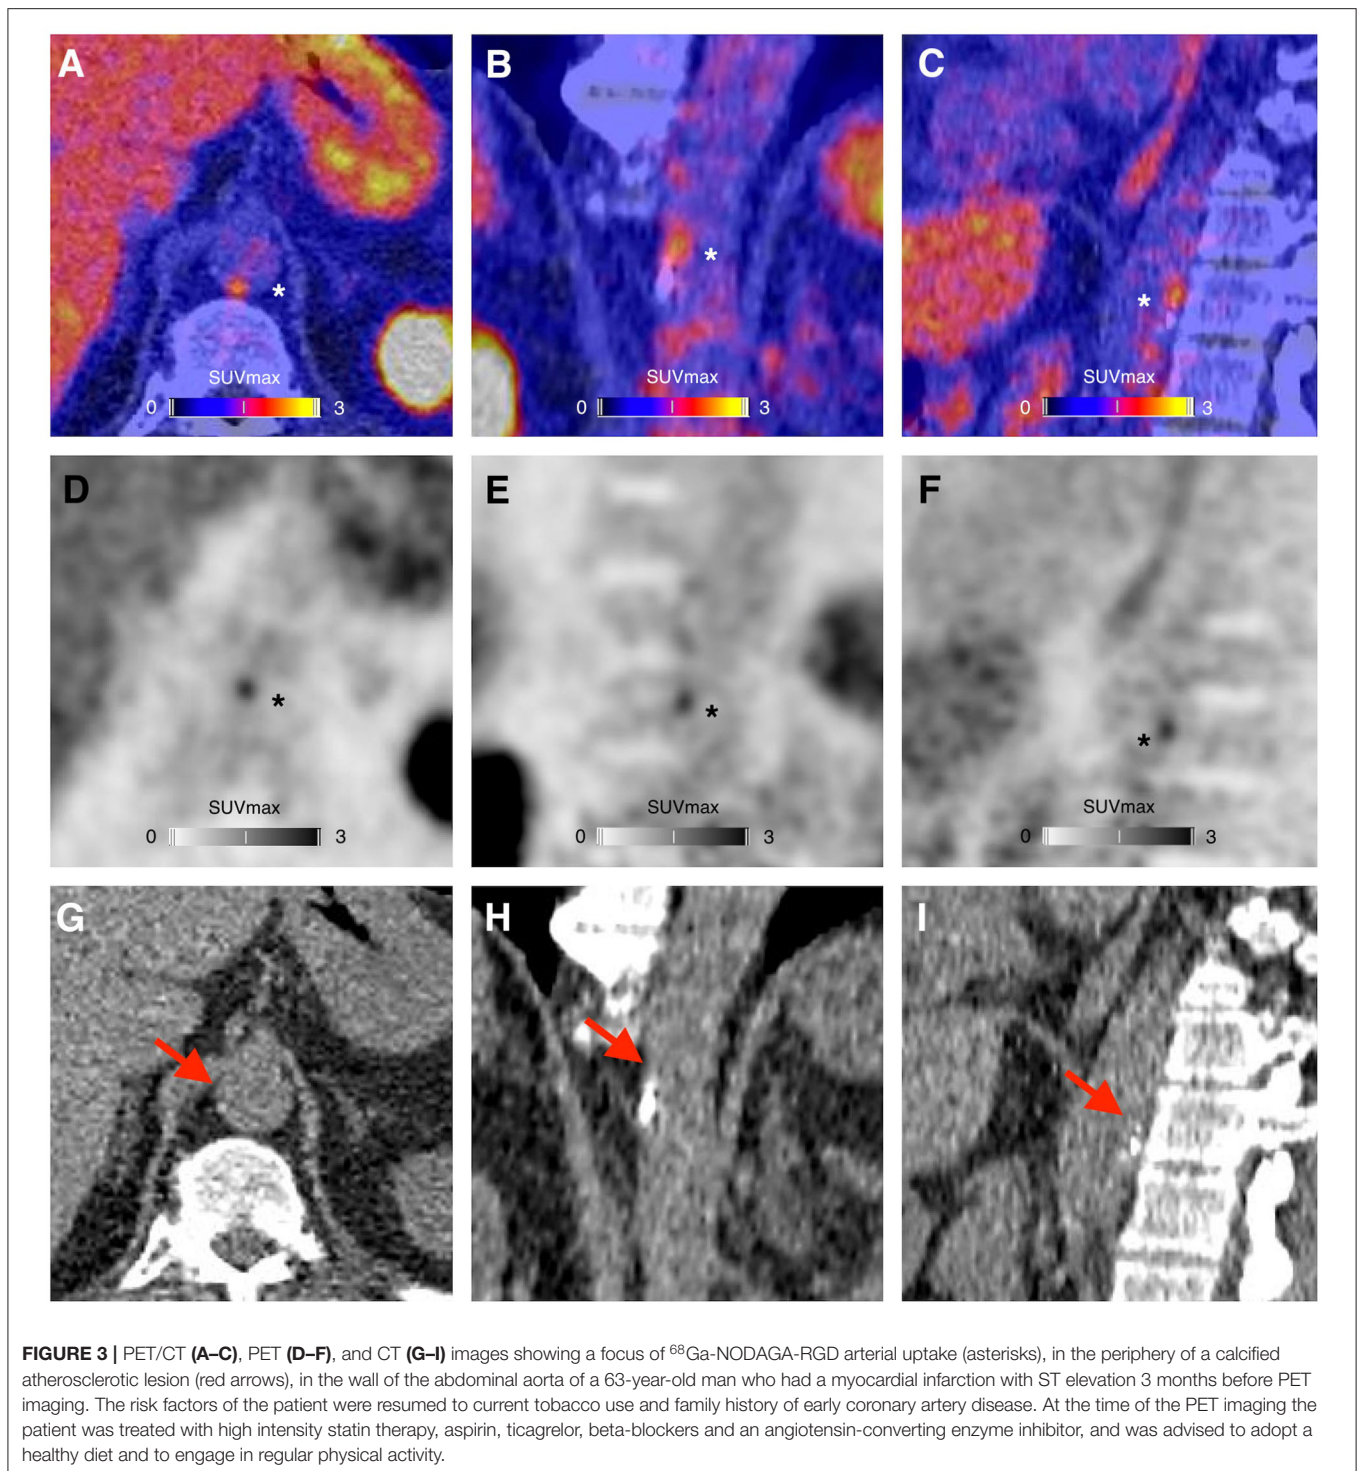 A
B
C
SUVmax
0 3
SUVmax
0 3
SUVmax
0 3
D
E
F
*
*
*
*
*
*
SUVmax
0 3
SUVmax
0 3
SUVmax
0 3
G
H
I
FIGURE 3 | PET/CT (A–C), PET (D–F), and CT (G–I) images showing a focus of ⁶⁸Ga-NODAGA-RGD arterial uptake (asterisks), in the periphery of a calcified
atherosclerotic lesion (red arrows), in the wall of the abdominal aorta of a 63-year-old man who had a myocardial infarction with ST elevation 3 months before PET
imaging. The risk factors of the patient were resumed to current tobacco use and family history of early coronary artery disease. At the time of the PET imaging the
patient was treated with high intensity statin therapy, aspirin, ticagrelor, beta-blockers and an angiotensin-converting enzyme inhibitor, and was advised to adopt a
healthy diet and to engage in regular physical activity.